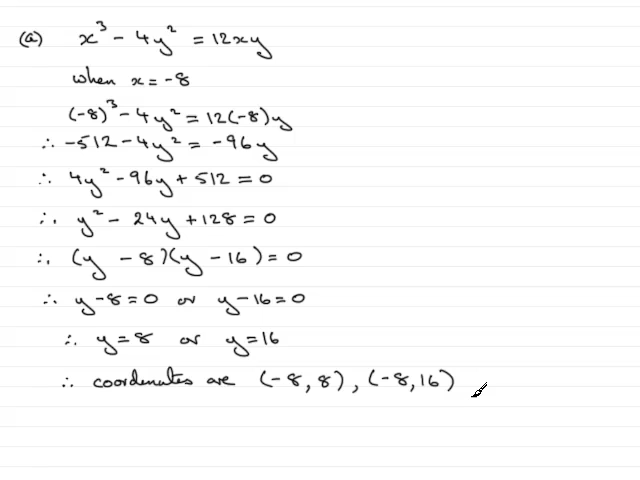 (a) x³ - 4y² = 12xy
when x = -8
(-8)³ - 4y² = 12(-8)y
∴ -512 - 4y² = -96y
∴ 4y² - 96y + 512 = 0
∴ y² - 24y + 128 = 0
∴ (y - 8)(y - 16) = 0
∴ y - 8 = 0 or y - 16 = 0
∴ y = 8 or y = 16
∴ coordinates are (-8, 8), (-8, 16)